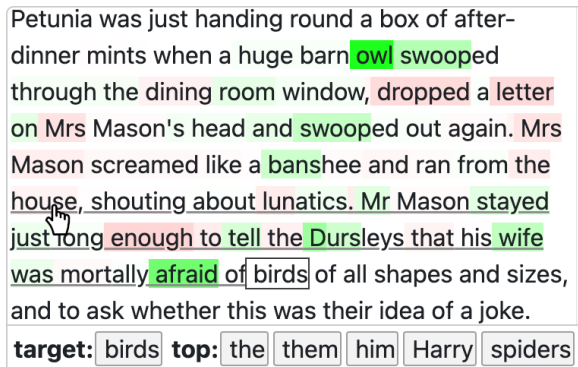 Petunia was just handing round a box of after-
dinner mints when a huge barn owl swooped
through the dining room window, dropped a letter
on Mrs Mason's head and swooped out again. Mrs
Mason screamed like a banshee and ran from the
house, shouting about lunatics. Mr Mason stayed
just long enough to tell the Dursleys that his wife
was mortally afraid of birds of all shapes and sizes,
and to ask whether this was their idea of a joke.
target: birds top: the them him Harry spiders